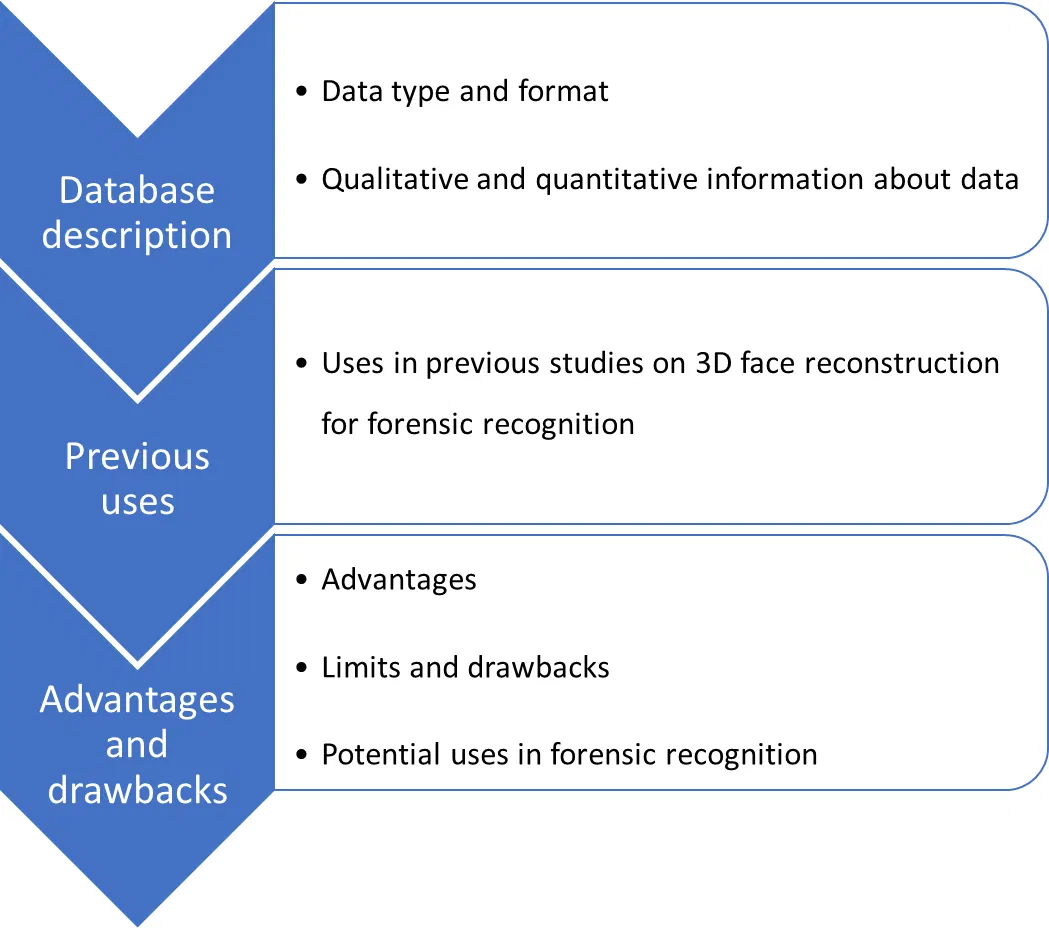 Database
description
• Data type and format
• Qualitative and quantitative information about data
Previous
uses
• Uses in previous studies on 3D face reconstruction
for forensic recognition
Advantages
and
drawbacks
• Advantages
• Limits and drawbacks
• Potential uses in forensic recognition